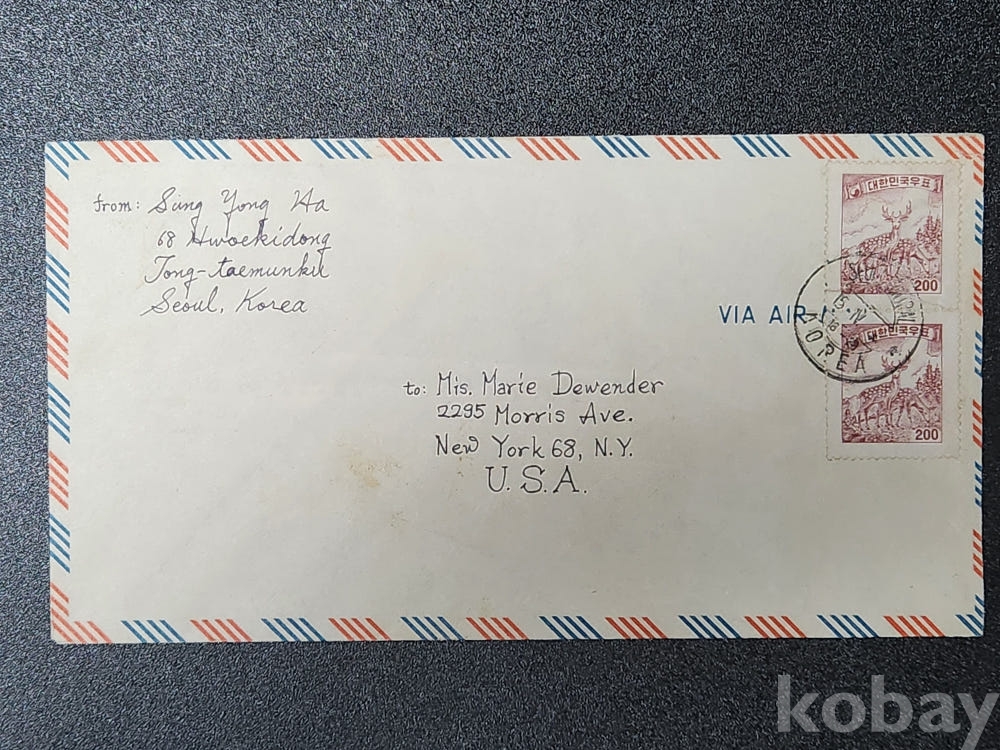 from: Sung Yong Ha
68 Hwoekidong
Tong-taemunku
Seoul, Korea
VIA AIR
to: Mis. Marie Dewender
2295 Morris Ave.
New York 68, N.Y.
U.S.A.
대한민국우표
200
KOREA
대한민국우표
200
kobay